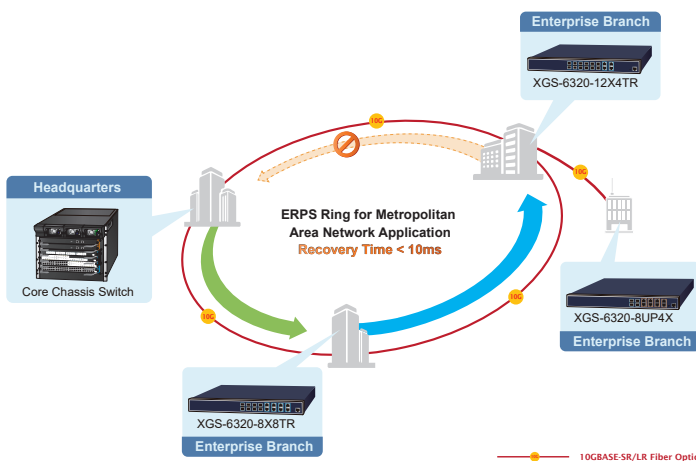 Enterprise Branch
XGS-6320-12X4TR
10G
10G
Headquarters
Core Chassis Switch
ERPS Ring for Metropolitan
Area Network Application
Recovery Time < 10ms
10G
10G
XGS-6320-8UP4X
Enterprise Branch
XGS-6320-8X8TR
Enterprise Branch
10G 10GBASE-SR/LR Fiber Optic